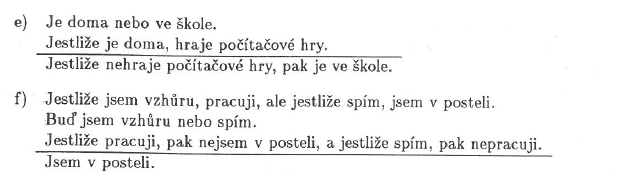 e) Je doma nebo ve škole.
Jestliže je doma, hraje počítačové hry.
Jestliže nehraje počítačové hry, pak je ve škole.
f) Jestliže jsem vzhůru, pracuji, ale jestliže spím, jsem v posteli.
Buď jsem vzhůru nebo spím.
Jestliže pracuji, pak nejsem v posteli, a jestliže spím, pak nepracuji.
Jsem v posteli.